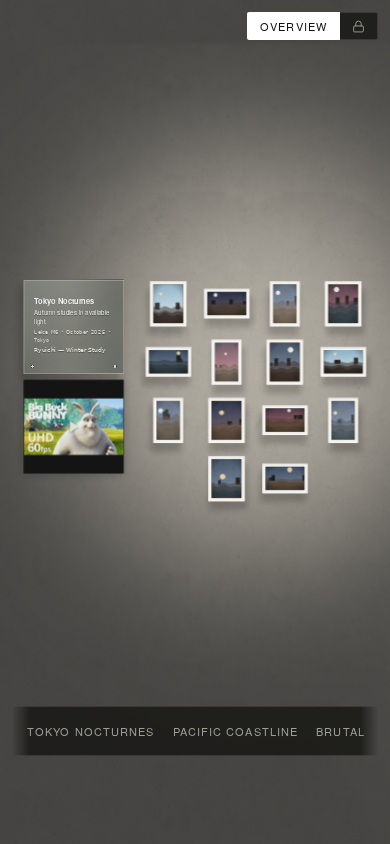 OVERVIEW
Tokyo Nocturnes
Autumn studies in available
light
Leica M6 · October 2025 ·
Tokyo
Ryuichi — Winter Study
Big Buck
BUNNY
UHD
60fps
TOKYO NOCTURNES PACIFIC COASTLINE BRUTAL